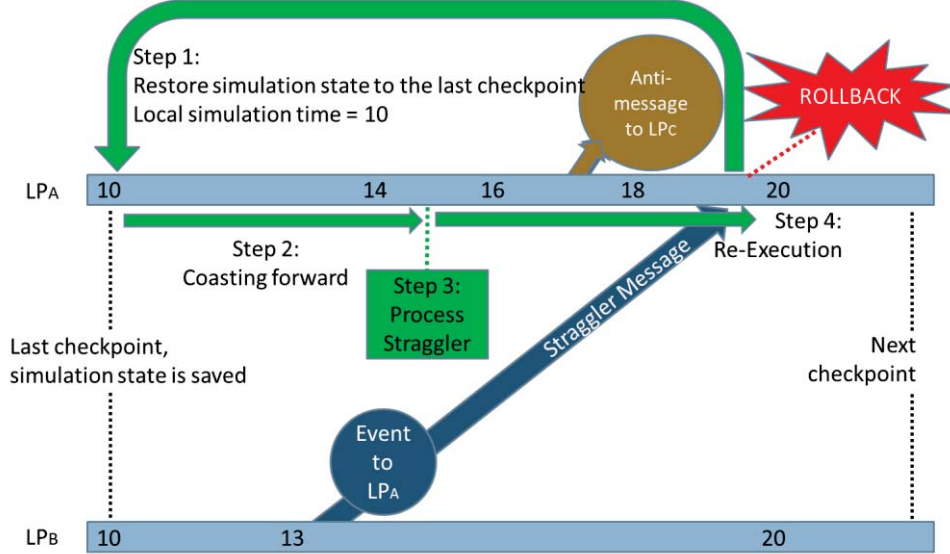 Step 1:
Restore simulation state to the last checkpoint
Local simulation time = 10
Anti-
message
to LPC
ROLLBACK
LPA
10 14 16 18 20
Step 2:
Coasting forward
Step 3:
Process
Straggler
Step 4:
Re-Execution
Straggler Message
Last checkpoint,
simulation state is saved
Next
checkpoint
Event
to
LPA
LPB
10 13 20